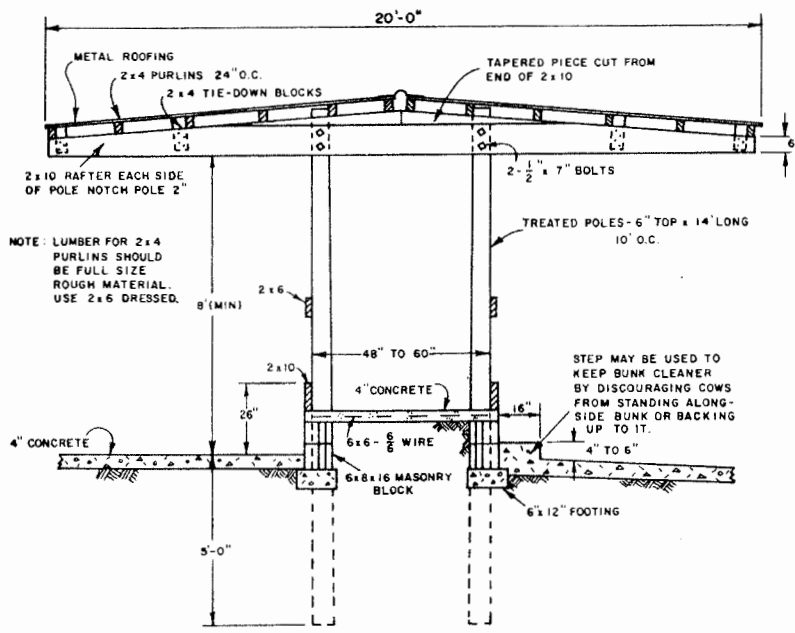 20'-0"
METAL ROOFING
2x4 PURLINS 24" O.C.
2x4 TIE-DOWN BLOCKS
TAPERED PIECE CUT FROM
END OF 2x10
6
2x10 RAFTER EACH SIDE
OF POLE NOTCH POLE 2"
2-1/2" x 7" BOLTS
TREATED POLES-6" TOP x 14' LONG
10' O.C.
NOTE: LUMBER FOR 2x4
PURLINS SHOULD
BE FULL SIZE
ROUGH MATERIAL.
USE 2x6 DRESSED.
8' (MIN)
2x6
48" TO 60"
2x10
4" CONCRETE
26"
16"
STEP MAY BE USED TO
KEEP BUNK CLEANER
BY DISCOURAGING COWS
FROM STANDING ALONG-
SIDE BUNK OR BACKING
UP TO IT.
4" CONCRETE
6x6-6/6 WIRE
4" TO 6"
6x8x16 MASONRY
BLOCK
6"x12" FOOTING
5'-0"